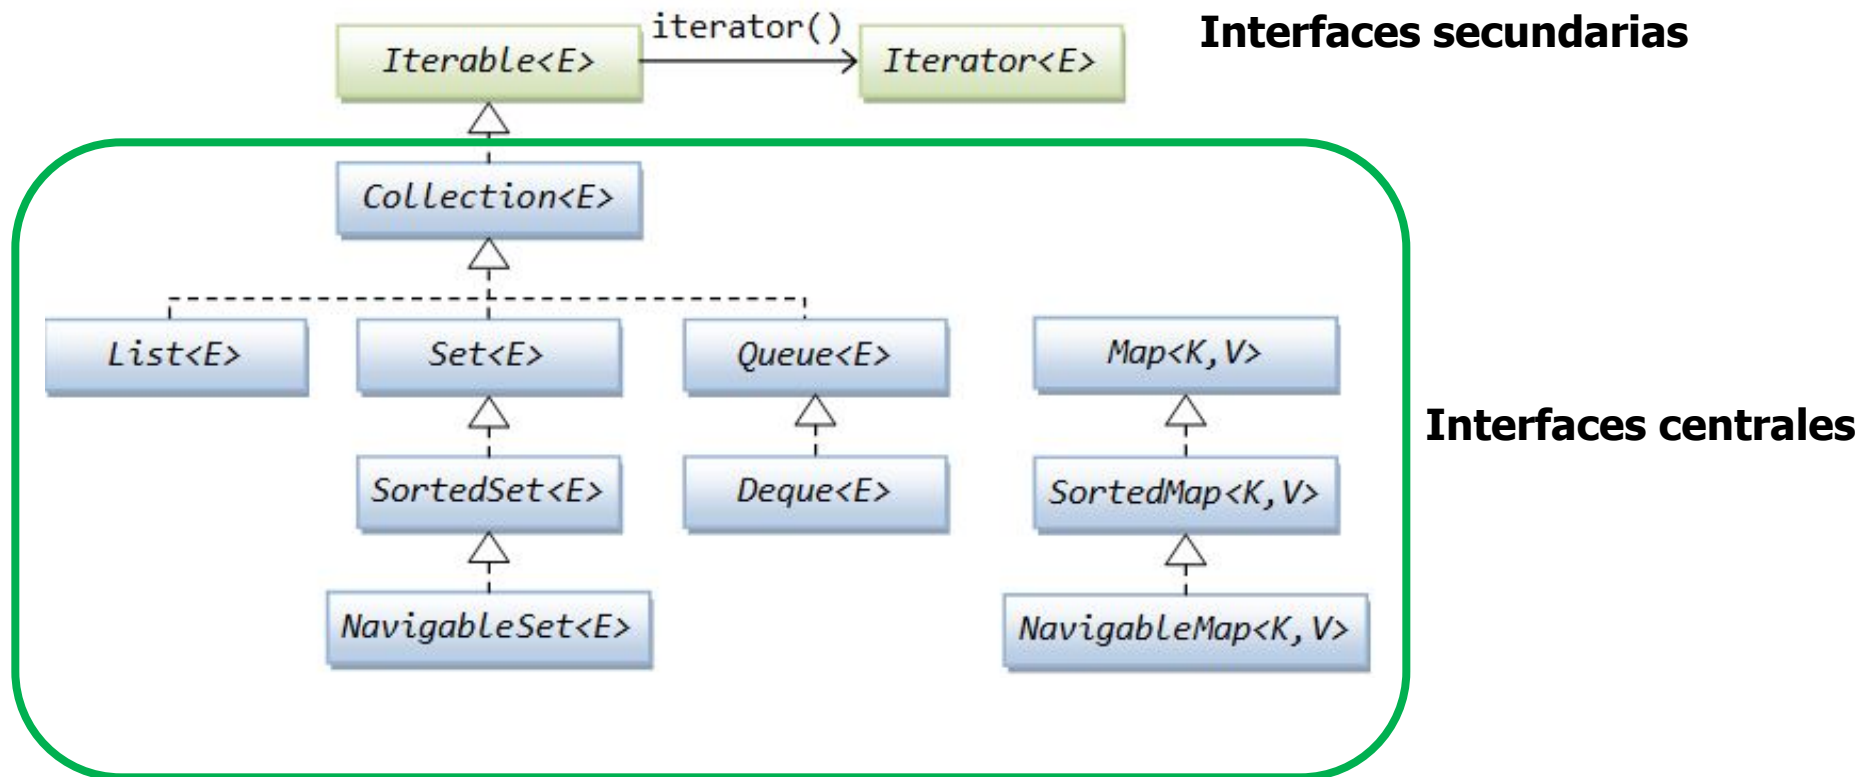 iterator()
Interfaces secundarias
Iterable<E>
Iterator<E>
Collection<E>
List<E>
Set<E>
Queue<E>
Map<K,V>
Interfaces centrales
SortedSet<E>
Deque<E>
SortedMap<K,V>
NavigableSet<E>
NavigableMap<K,V>